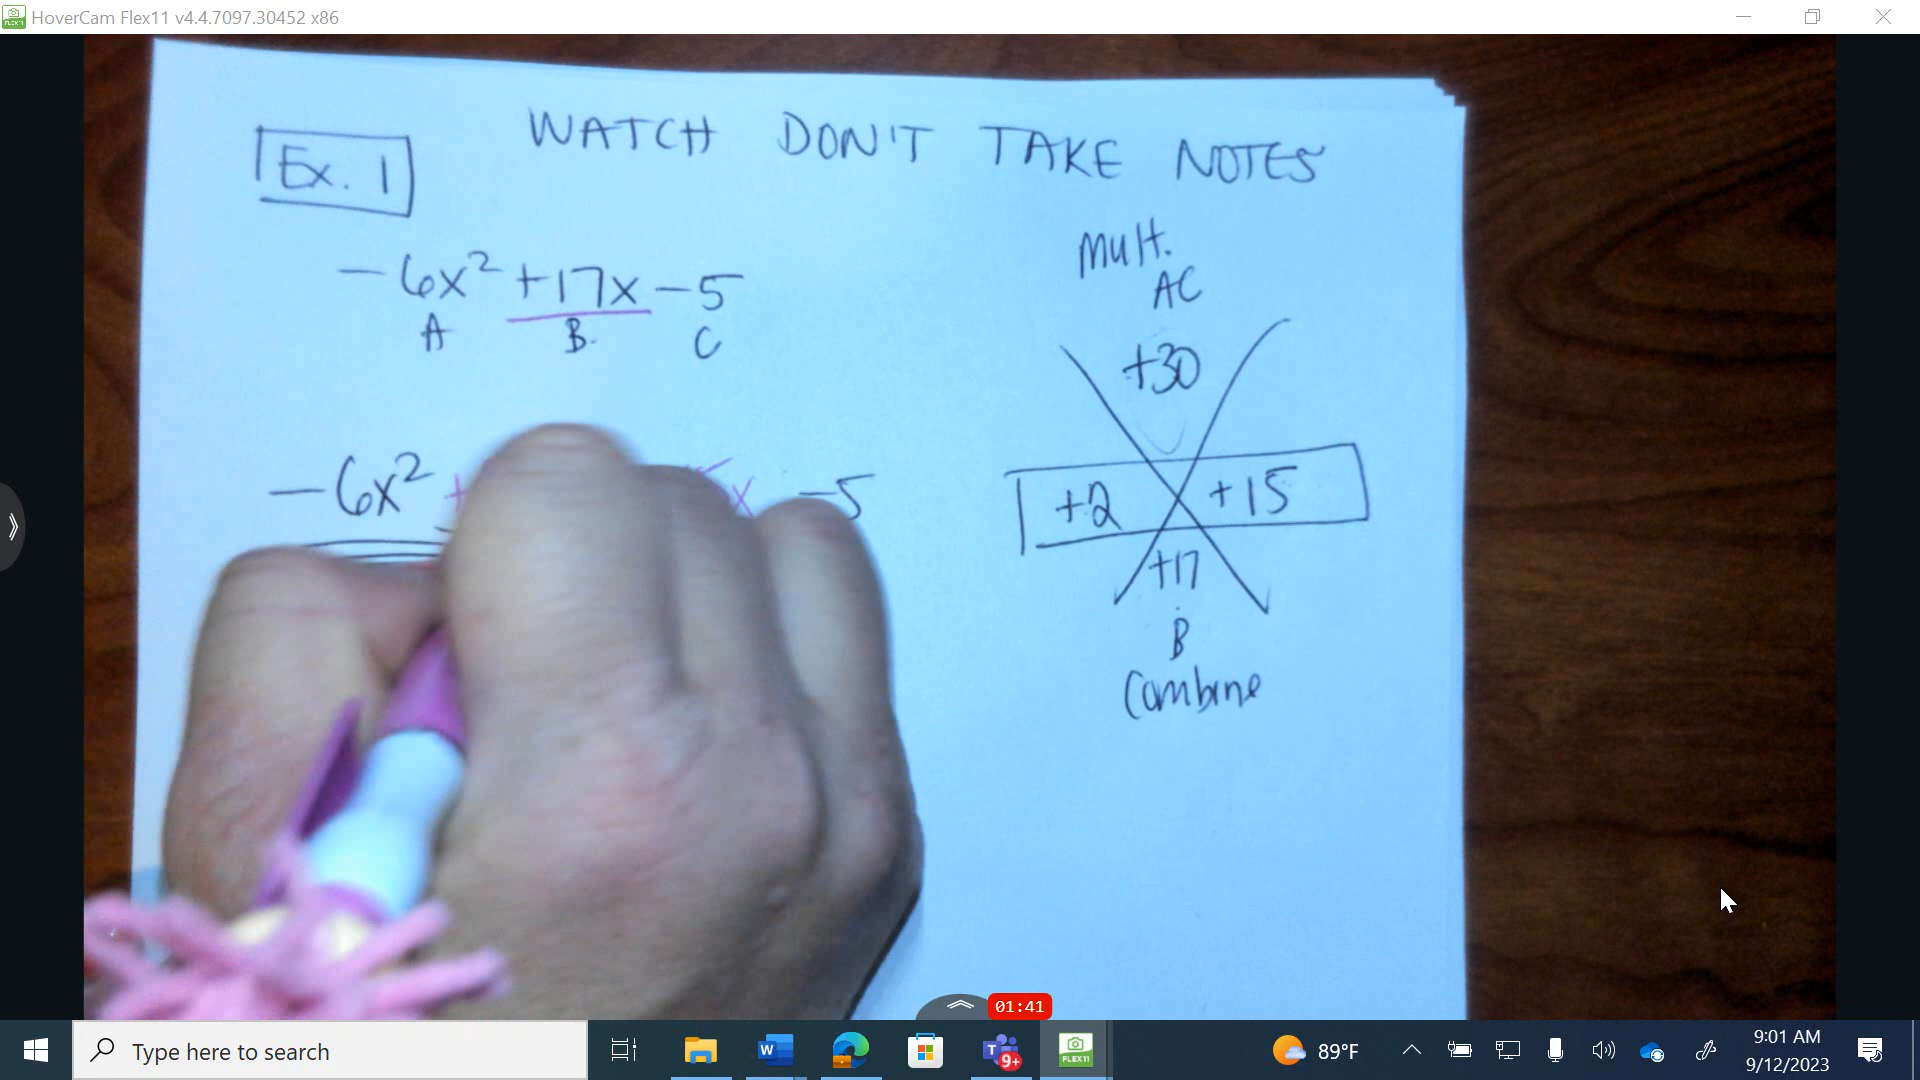 HoverCam Flex11 v4.4.7097.30452 x86
WATCH DON'T TAKE NOTES
Ex. 1
Mult.
AC
-6x² +17x -5
A B C
+30
-6x² + x -5
+2 +15
+17
B
Combine
01:41
Type here to search
W
T
9+
FLEX11
89°F
9:01 AM
9/12/2023